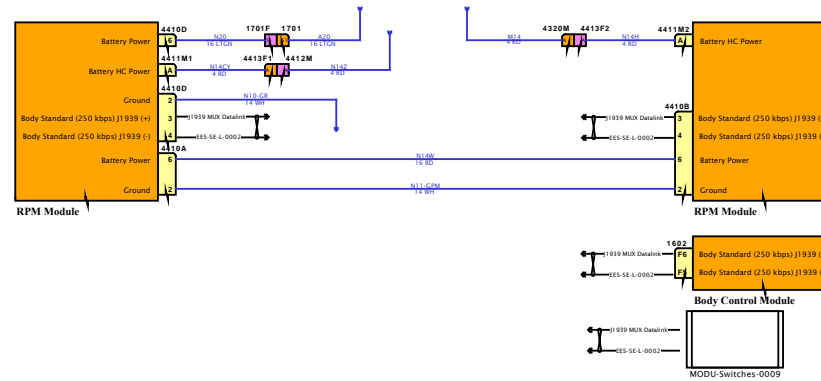 4410D
1701F 1701
Battery Power 6 N20 16 LTGN A20 16 LTGN
4411M1
4413F1 4412M
Battery HC Power A N14CY 4 RD N14Z 4 RD
4410D
Ground 2 N10-GR 14 WH
Body Standard (250 kbps) J1939 (+) 3 J1939 MUX Datalink
Body Standard (250 kbps) J1939 (-) 4 EES-SE-L-0002
4410A
Battery Power 6 N14W 16 RD
Ground 2 N11-GPM 14 WH
RPM Module
4320M 4413F2 4411M2
M14 4 RD N14H 4 RD A Battery HC Power
4410B
J1939 MUX Datalink 3 Body Standard (250 kbps) J1939 (
EES-SE-L-0002 4 Body Standard (250 kbps) J1939 (
6 Battery Power
2 Ground
RPM Module
1602
J1939 MUX Datalink F6 Body Standard (250 kbps) J1939 (
EES-SE-L-0002 Body Standard (250 kbps) J1939 (
Body Control Module
J1939 MUX Datalink
EES-SE-L-0002
MODU-Switches-0009